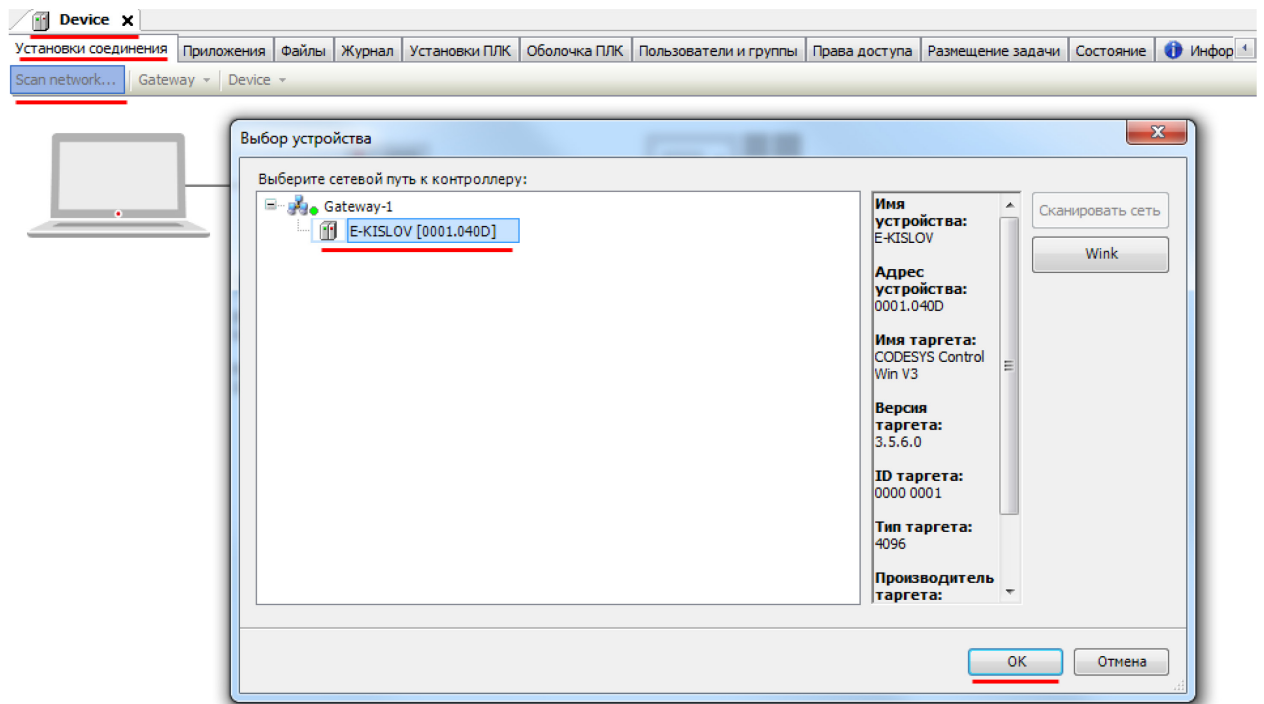 Device x
Установки соединения Приложения Файлы Журнал Установки ПЛК Оболочка ПЛК Пользователи и группы Права доступа Размещение задачи Состояние Инфор
Scan network... Gateway Device
Выбор устройства
Выберите сетевой путь к контроллеру:
Gateway-1
E-KISLOV [0001.040D]
Имя
устройства:
E-KISLOV
Адрес
устройства:
0001.040D
Имя таргета:
CODESYS Control
Win V3
Версия
таргета:
3.5.6.0
ID таргета:
0000 0001
Тип таргета:
4096
Производитель
таргета:
Сканировать сеть
Wink
OK Отмена